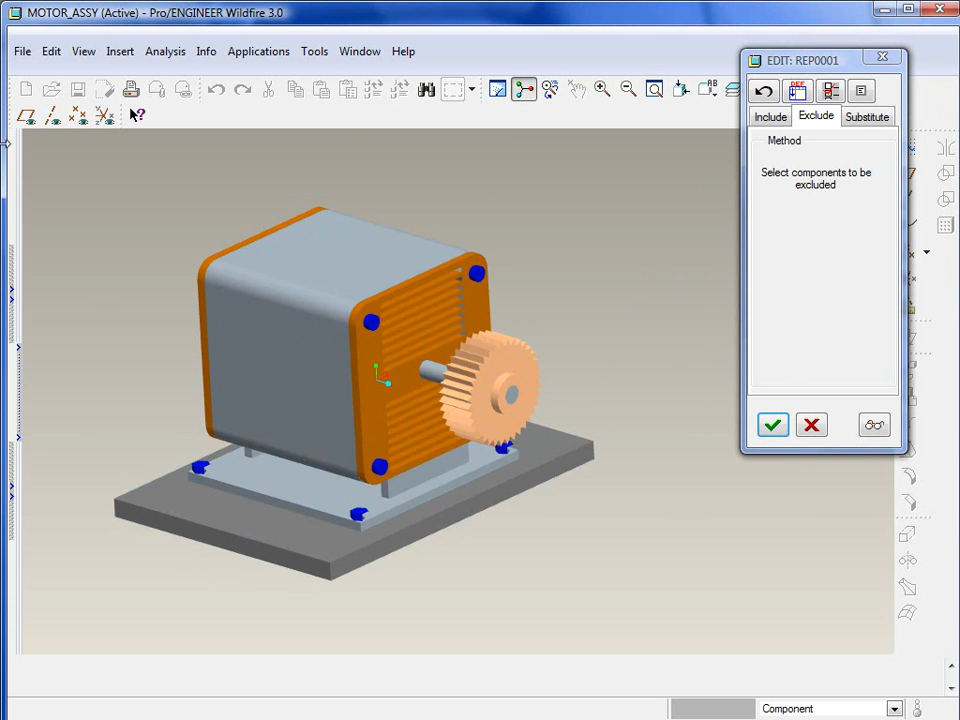 MOTOR_ASSY (Active) - Pro/ENGINEER Wildfire 3.0
File Edit View Insert Analysis Info Applications Tools Window Help
EDIT: REP0001
DEF
Include Exclude Substitute
Method
Select components to be
excluded
Component